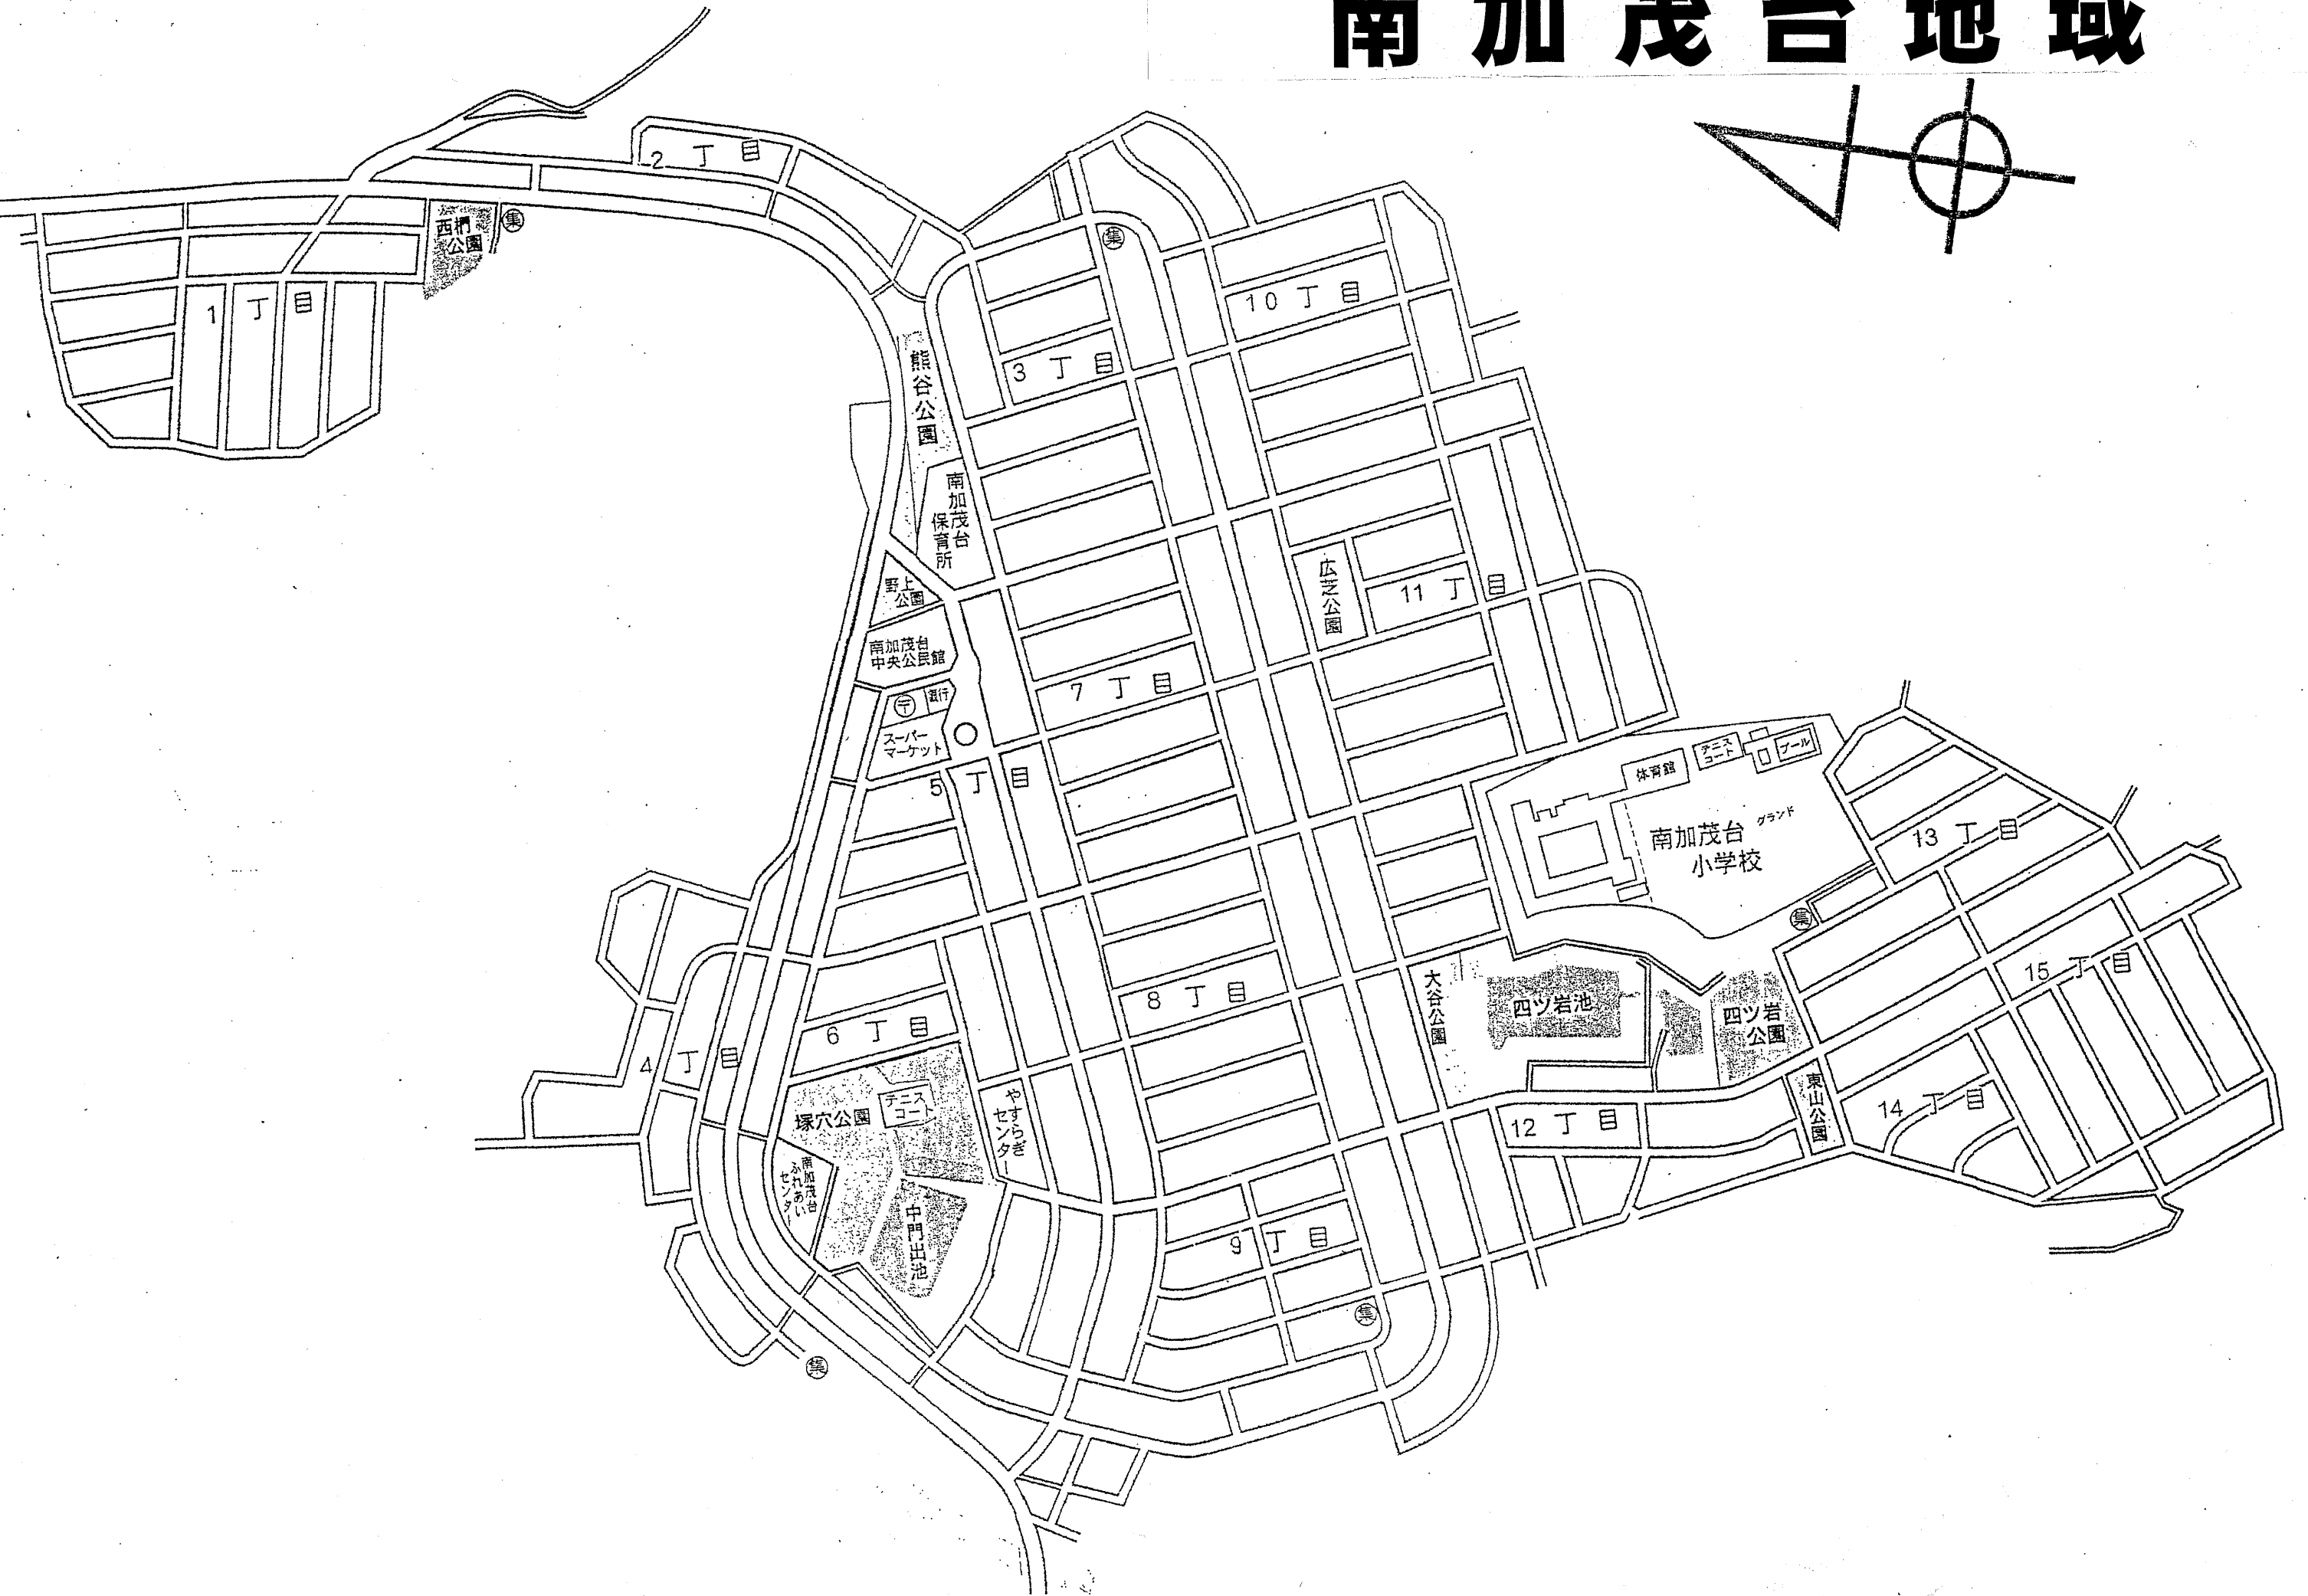 南加茂台地域
2丁目
西椚
公園
集
集
1丁目
10丁目
熊谷公園
3丁目
南加茂台
保育所
野上
公園
広芝公園
11丁目
南加茂台
中央公民館
7丁目
〒
銀行
スーパー
マーケット
5丁目
体育館
テニス
コート
プール
グランド
南加茂台
小学校
13丁目
集
大谷公園
四ツ岩池
四ツ岩
公園
15丁目
8丁目
6丁目
4丁目
塚穴公園
テニス
コート
やすらぎ
センター
東山公園
14丁目
12丁目
南加茂台
ふれあい
センター
中門出池
9丁目
集
集